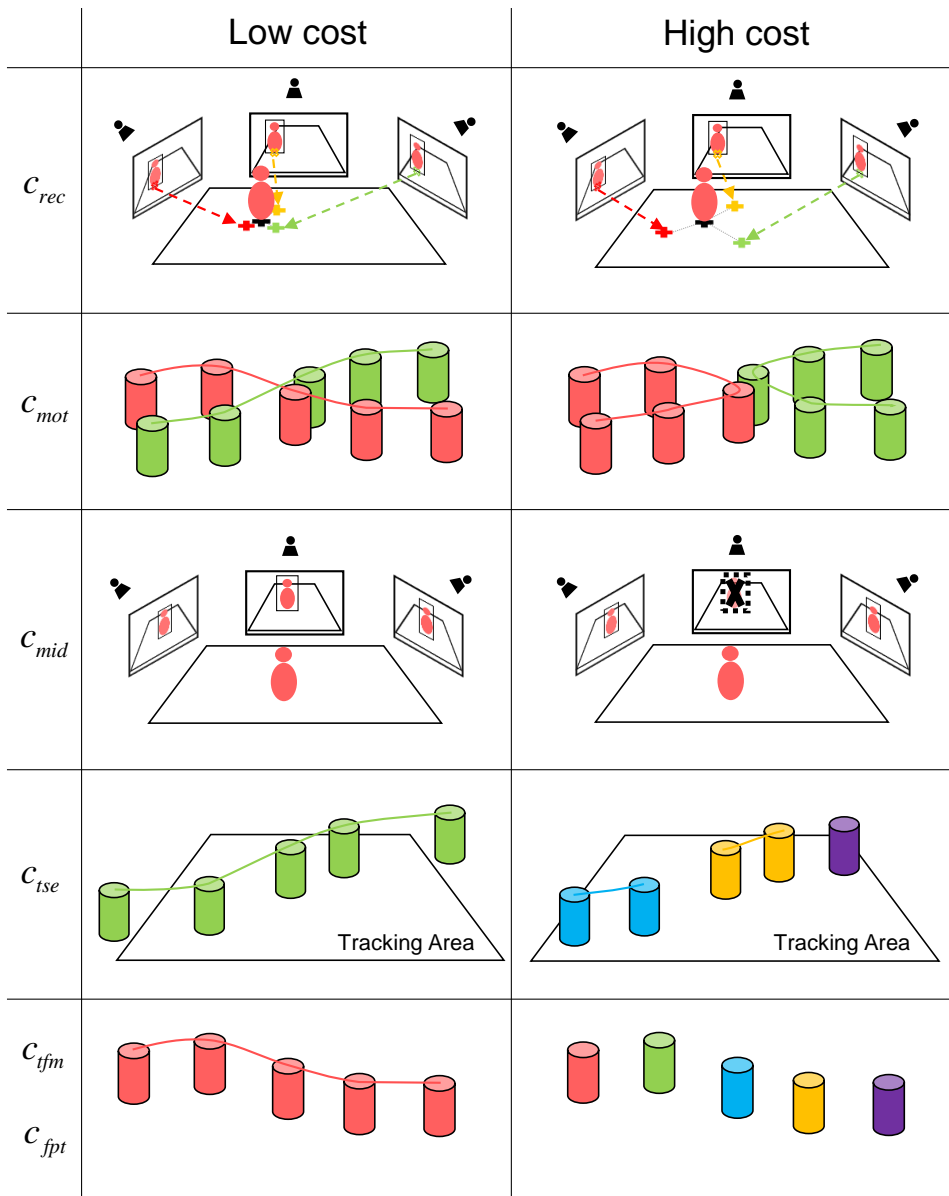 Low cost High cost
c_rec
c_mot
c_mid
c_tse
Tracking Area Tracking Area
c_tfm
c_fpt